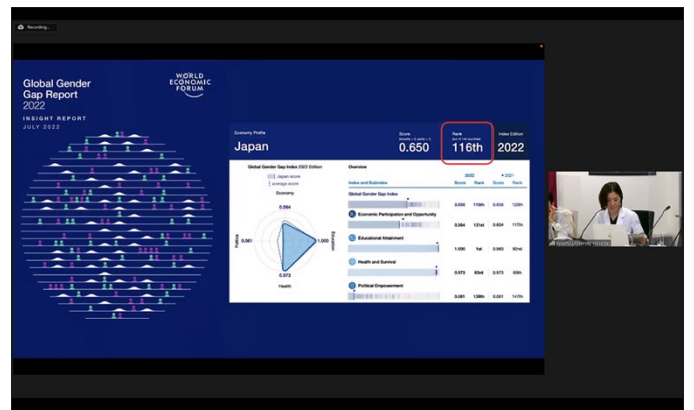 Recording...
Global Gender
Gap Report
2022
INSIGHT REPORT
JULY 2022
WORLD
ECONOMIC
FORUM
Economy Profile
Japan
Score
0.650
Rank
116th
Index Edition
2022
Global Gender Gap Index 2022 Edition
Japan score
average score
Economy
0.564
Politics
0.061
1.000
Education
0.973
Health
Overview
2022
2021
Index and Subindex
Score Rank Score Rank
Global Gender Gap Index
0.650 116th 0.656 120th
Economic Participation and Opportunity
0.564 121st 0.604 117th
Educational Attainment
1.000 1st 0.983 92nd
Health and Survival
0.973 63rd 0.973 65th
Political Empowerment
0.061 139th 0.061 147th